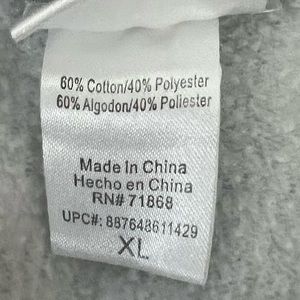 60% Cotton/40% Polyester
60% Algodon/40% Poliester
Made In China
Hecho en China
RN# 71868
UPC#: 887648611429
XL